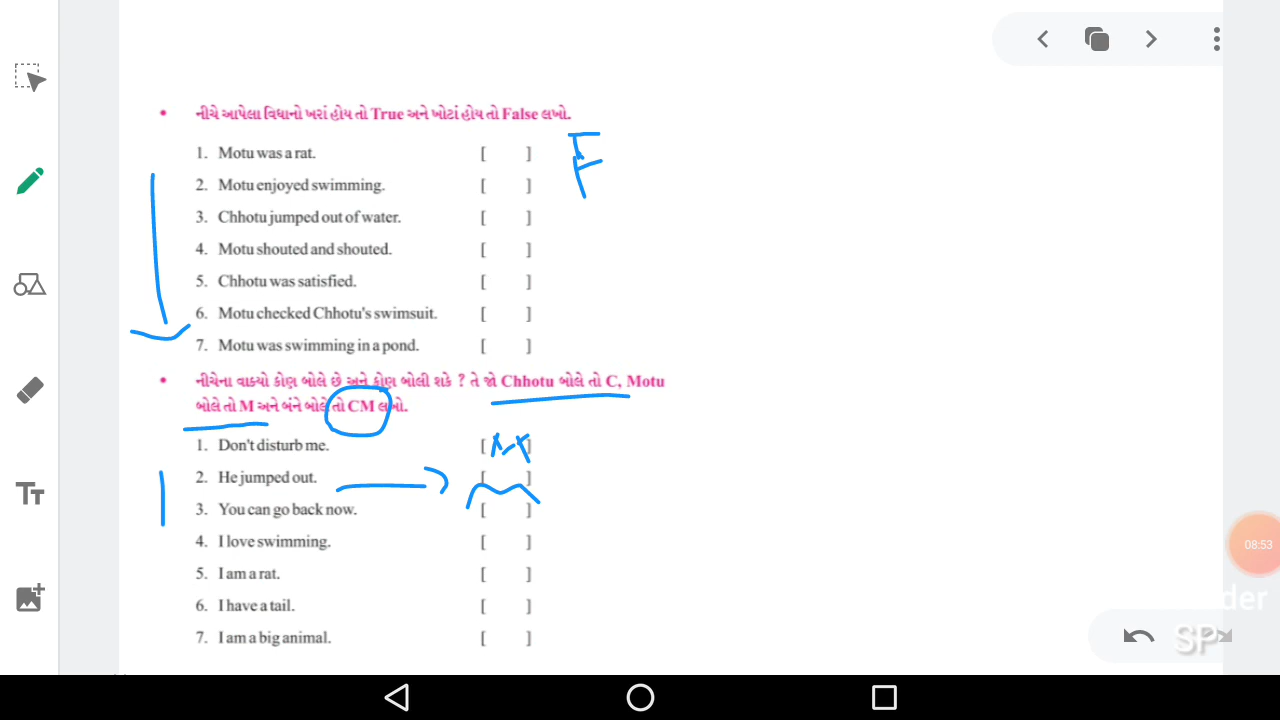 • નીચે આપેલા વિધાનો ખરાં હોય તો True અને ખોટાં હોય તો False લખો.
1. Motu was a rat. [ ] F
2. Motu enjoyed swimming. [ ]
3. Chhotu jumped out of water. [ ]
4. Motu shouted and shouted. [ ]
5. Chhotu was satisfied. [ ]
6. Motu checked Chhotu's swimsuit. [ ]
7. Motu was swimming in a pond. [ ]
• નીચેના વાક્યો કોણ બોલે છે અને કોણ બોલી શકે ? તે જો Chhotu બોલે તો C, Motu
બોલે તો M અને બંને બોલે તો CM લખો.
1. Don't disturb me. [ ]
2. He jumped out. [ ]
3. You can go back now. [ ]
4. I love swimming. [ ]
5. I am a rat. [ ]
6. I have a tail. [ ]
7. I am a big animal. [ ]
08:53
der
SP
Tт